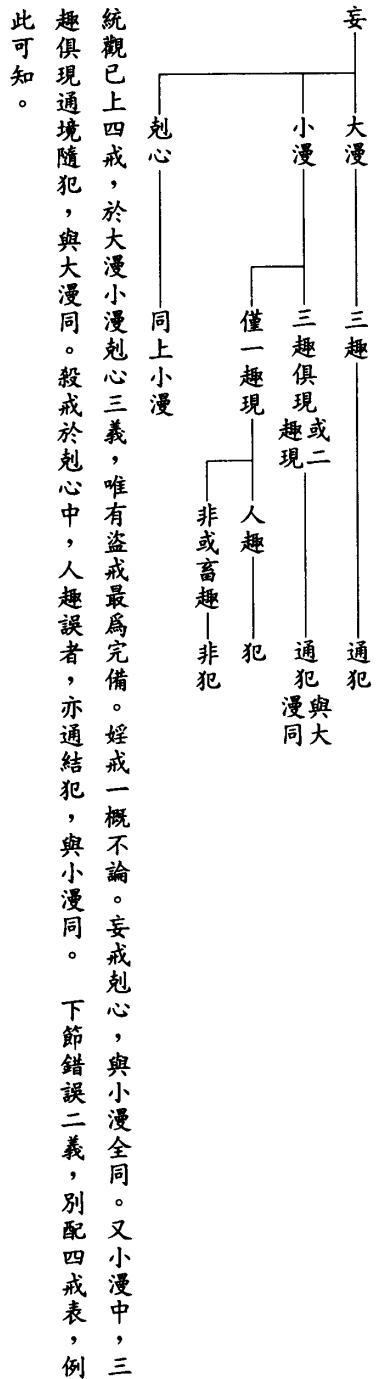 妄
大漫
三趣
通犯
小漫
三趣俱現
或二趣現
通犯
與大漫同
僅一趣現
人趣
犯
非或畜趣
非犯
剋心
同上小漫
統觀已上四戒，於大漫小漫剋心三義，唯有盜戒最爲完備。婬戒一概不論。妄戒剋心，與小漫全同。又小漫中，三
趣俱現通境隨犯，與大漫同。殺戒於剋心中，人趣誤者，亦通結犯，與小漫同。　下節錯誤二義，別配四戒表，例
此可知。